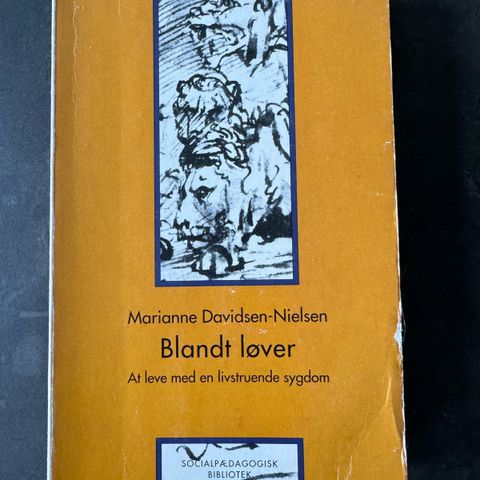 Marianne Davidsen-Nielsen
Blandt løver
At leve med en livstruende sygdom
SOCIALPÆDAGOGISK
BIBLIOTEK